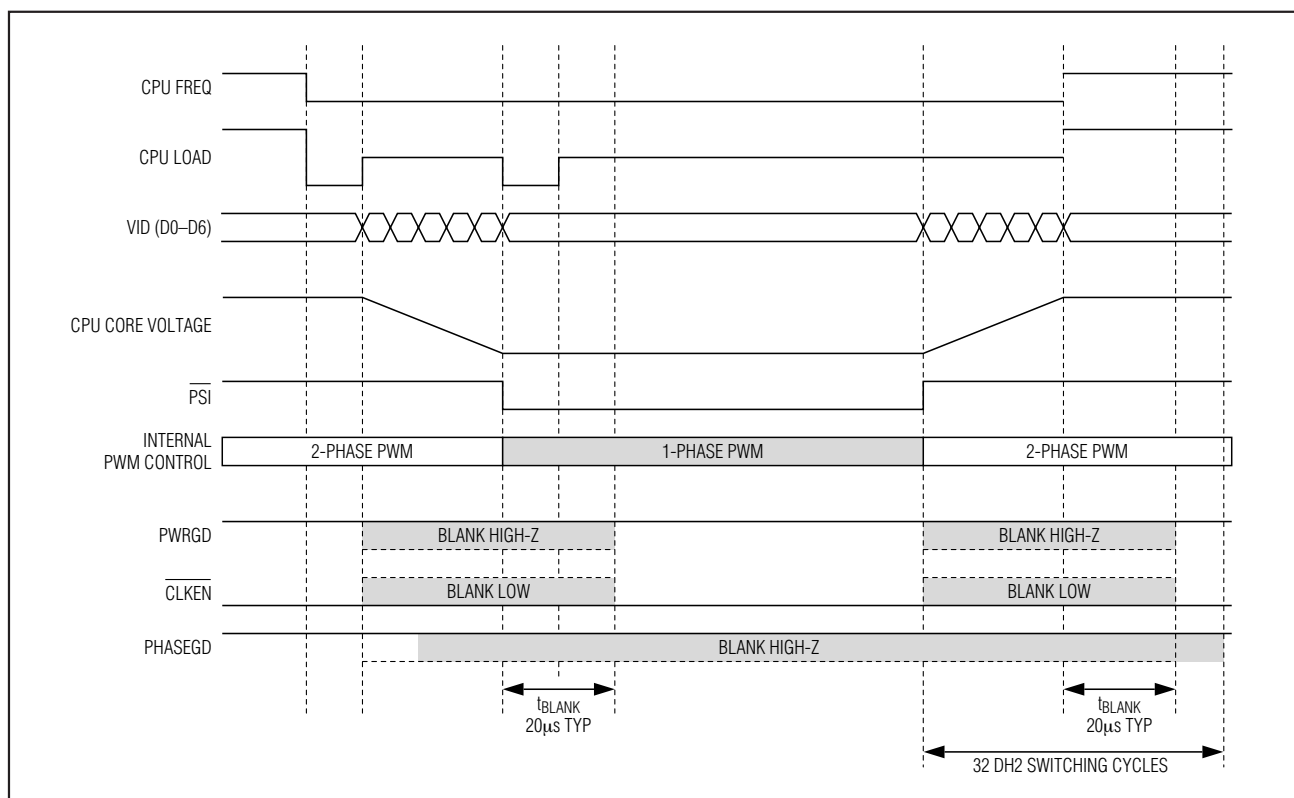 CPU FREQ
CPU LOAD
VID (D0–D6)
CPU CORE VOLTAGE
PSI
INTERNAL
PWM CONTROL
2-PHASE PWM
1-PHASE PWM
2-PHASE PWM
PWRGD
BLANK HIGH-Z
BLANK HIGH-Z
CLKEN
BLANK LOW
BLANK LOW
PHASEGD
BLANK HIGH-Z
tBLANK
20μs TYP
tBLANK
20μs TYP
32 DH2 SWITCHING CYCLES